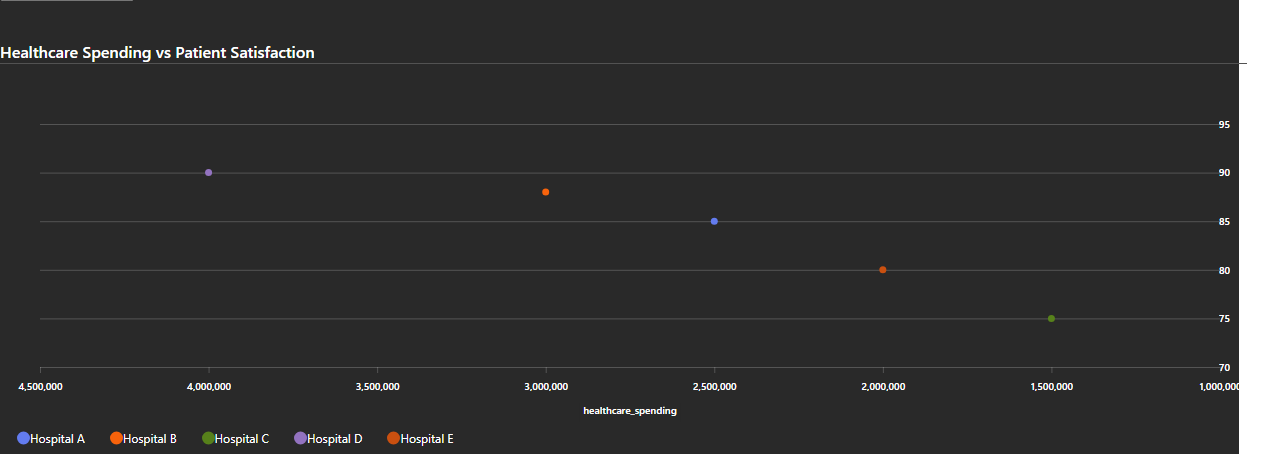 Healthcare Spending vs Patient Satisfaction
95
90
85
80
75
70
4,500,000 4,000,000 3,500,000 3,000,000 2,500,000 2,000,000 1,500,000 1,000,000
healthcare_spending
Hospital A Hospital B Hospital C Hospital D Hospital E